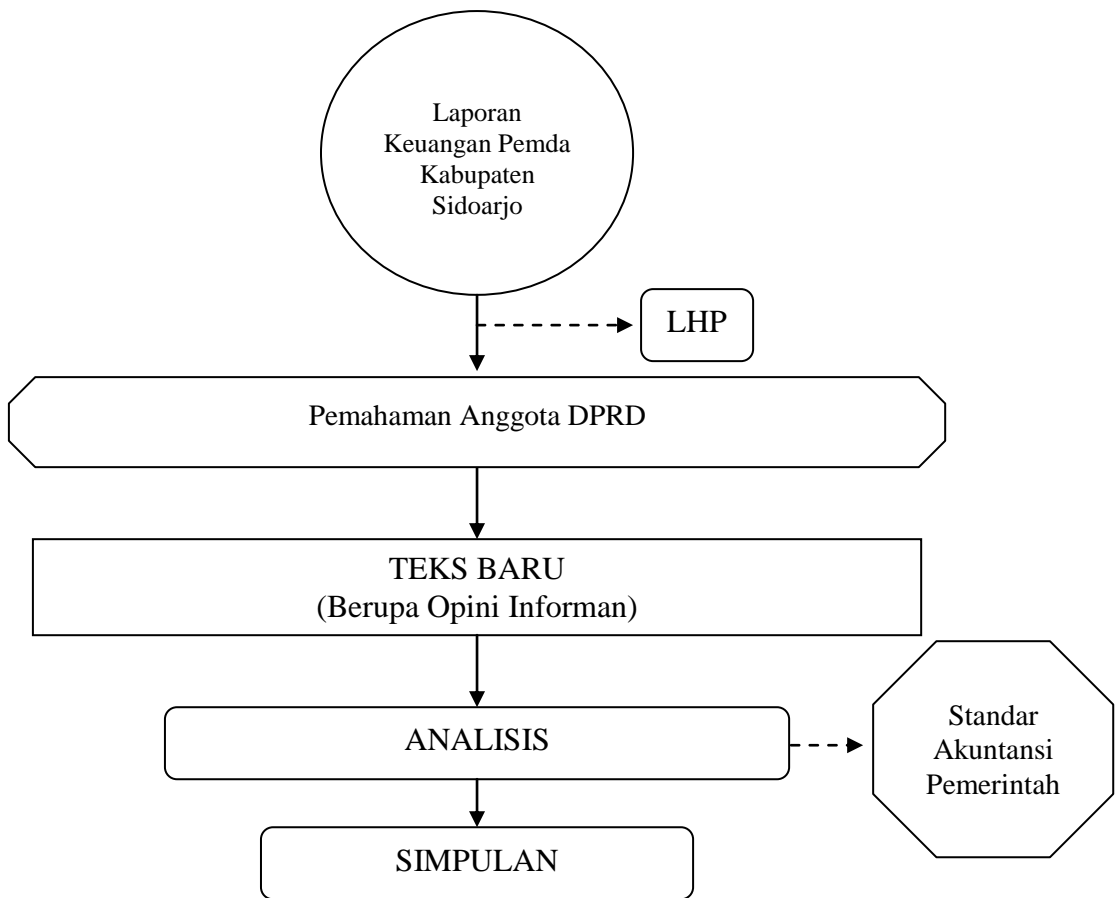 Laporan
Keuangan Pemda
Kabupaten
Sidoarjo
LHP
Pemahaman Anggota DPRD
TEKS BARU
(Berupa Opini Informan)
ANALISIS
Standar
Akuntansi
Pemerintah
SIMPULAN